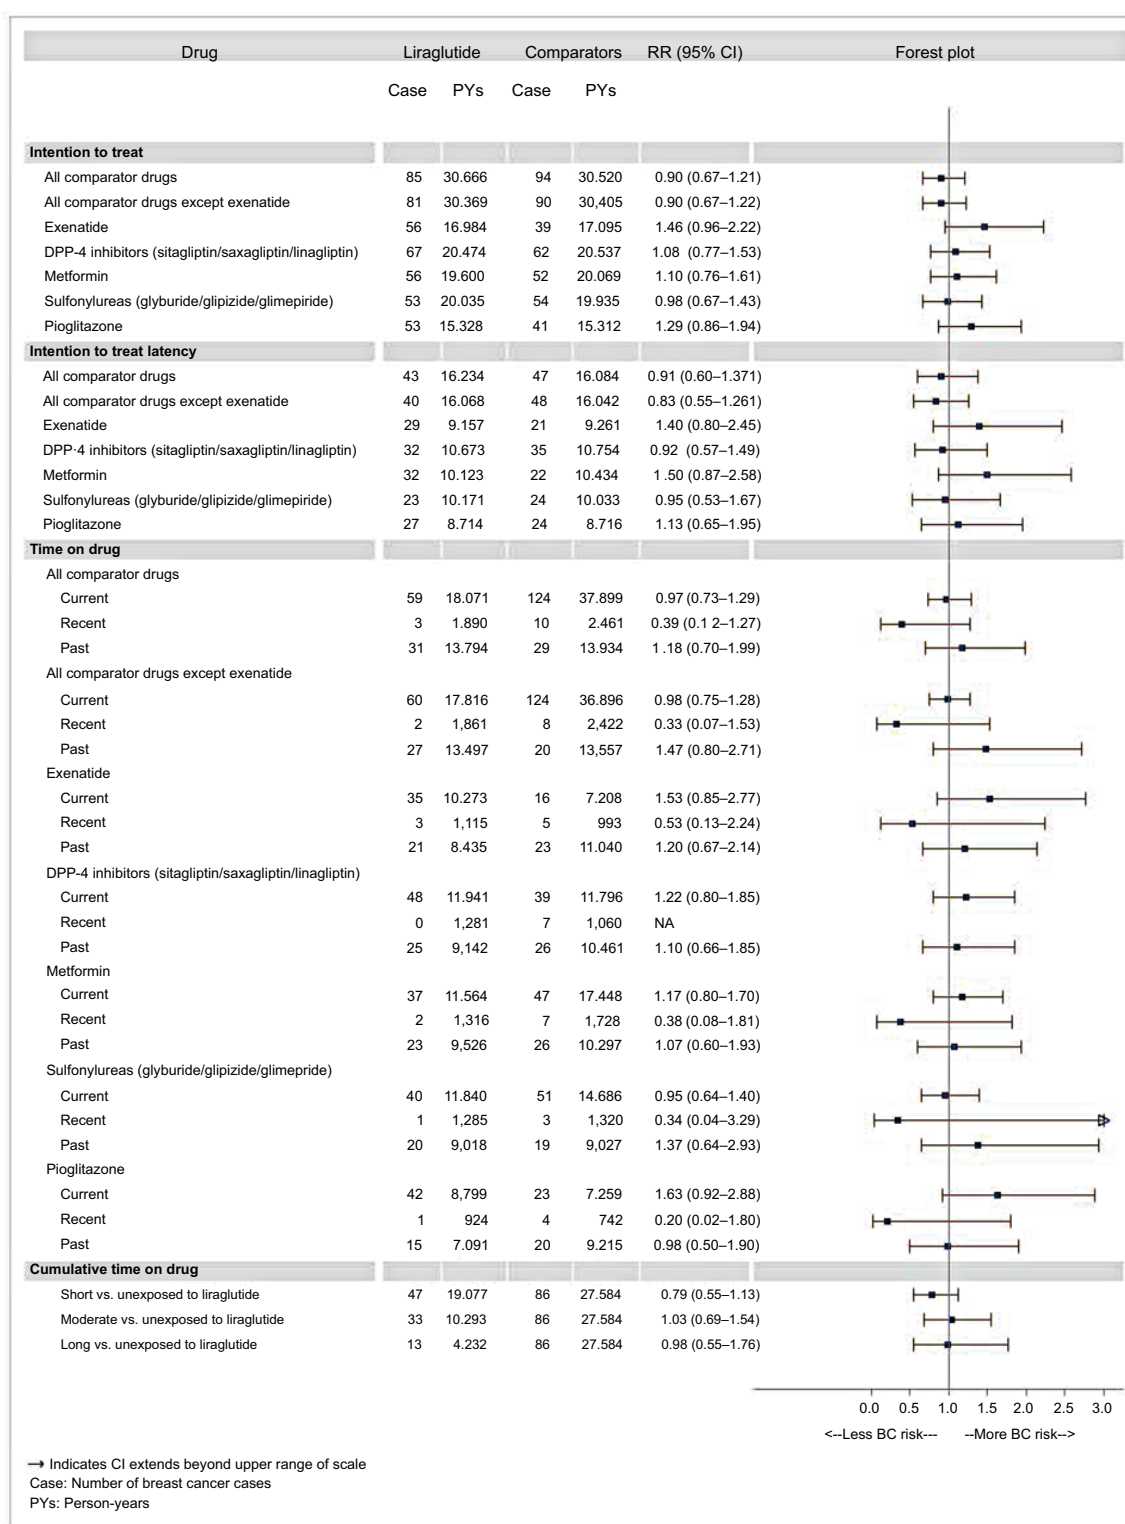 Drug Liraglutide Comparators RR (95% CI) Forest plot
Case PYs Case PYs
Intention to treat
All comparator drugs 85 30.666 94 30.520 0.90 (0.67–1.21)
All comparator drugs except exenatide 81 30.369 90 30,405 0.90 (0.67–1.22)
Exenatide 56 16.984 39 17.095 1.46 (0.96–2.22)
DPP-4 inhibitors (sitagliptin/saxagliptin/linagliptin) 67 20.474 62 20.537 1.08 (0.77–1.53)
Metformin 56 19.600 52 20.069 1.10 (0.76–1.61)
Sulfonylureas (glyburide/glipizide/glimepiride) 53 20.035 54 19.935 0.98 (0.67–1.43)
Pioglitazone 53 15.328 41 15.312 1.29 (0.86–1.94)
Intention to treat latency
All comparator drugs 43 16.234 47 16.084 0.91 (0.60–1.371)
All comparator drugs except exenatide 40 16.068 48 16.042 0.83 (0.55–1.261)
Exenatide 29 9.157 21 9.261 1.40 (0.80–2.45)
DPP·4 inhibitors (sitagliptin/saxagliptin/linagliptin) 32 10.673 35 10.754 0.92 (0.57–1.49)
Metformin 32 10.123 22 10.434 1.50 (0.87–2.58)
Sulfonylureas (glyburide/glipizide/glimepiride) 23 10.171 24 10.033 0.95 (0.53–1.67)
Pioglitazone 27 8.714 24 8.716 1.13 (0.65–1.95)
Time on drug
All comparator drugs
Current 59 18.071 124 37.899 0.97 (0.73–1.29)
Recent 3 1.890 10 2.461 0.39 (0.1 2–1.27)
Past 31 13.794 29 13.934 1.18 (0.70–1.99)
All comparator drugs except exenatide
Current 60 17.816 124 36.896 0.98 (0.75–1.28)
Recent 2 1,861 8 2,422 0.33 (0.07–1.53)
Past 27 13.497 20 13,557 1.47 (0.80–2.71)
Exenatide
Current 35 10.273 16 7.208 1.53 (0.85–2.77)
Recent 3 1,115 5 993 0.53 (0.13–2.24)
Past 21 8.435 23 11.040 1.20 (0.67–2.14)
DPP-4 inhibitors (sitagliptin/saxagliptin/linagliptin)
Current 48 11.941 39 11.796 1.22 (0.80–1.85)
Recent 0 1,281 7 1,060 NA
Past 25 9,142 26 10.461 1.10 (0.66–1.85)
Metformin
Current 37 11.564 47 17.448 1.17 (0.80–1.70)
Recent 2 1,316 7 1,728 0.38 (0.08–1.81)
Past 23 9,526 26 10.297 1.07 (0.60–1.93)
Sulfonylureas (glyburide/glipizide/glimepride)
Current 40 11.840 51 14.686 0.95 (0.64–1.40)
Recent 1 1,285 3 1,320 0.34 (0.04–3.29)
Past 20 9,018 19 9,027 1.37 (0.64–2.93)
Pioglitazone
Current 42 8,799 23 7.259 1.63 (0.92–2.88)
Recent 1 924 4 742 0.20 (0.02–1.80)
Past 15 7.091 20 9.215 0.98 (0.50–1.90)
Cumulative time on drug
Short vs. unexposed to liraglutide 47 19.077 86 27.584 0.79 (0.55–1.13)
Moderate vs. unexposed to liraglutide 33 10.293 86 27.584 1.03 (0.69–1.54)
Long vs. unexposed to liraglutide 13 4.232 86 27.584 0.98 (0.55–1.76)
0.0 0.5 1.0 1.5 2.0 2.5 3.0
<--Less BC risk--- --More BC risk-->
→ Indicates CI extends beyond upper range of scale
Case: Number of breast cancer cases
PYs: Person-years